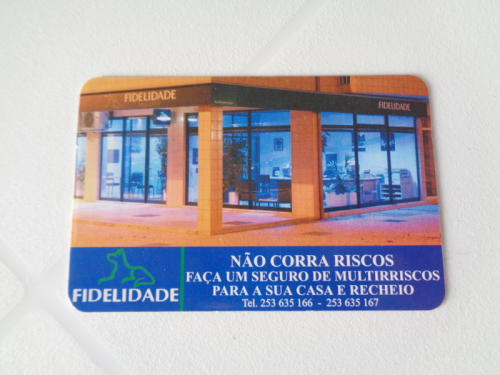 FIDELIDADE
FIDELIDADE
NÃO CORRA RISCOS
FAÇA UM SEGURO DE MULTIRRISCOS
PARA A SUA CASA E RECHEIO
Tel. 253 635 166 - 253 635 167
FIDELIDADE